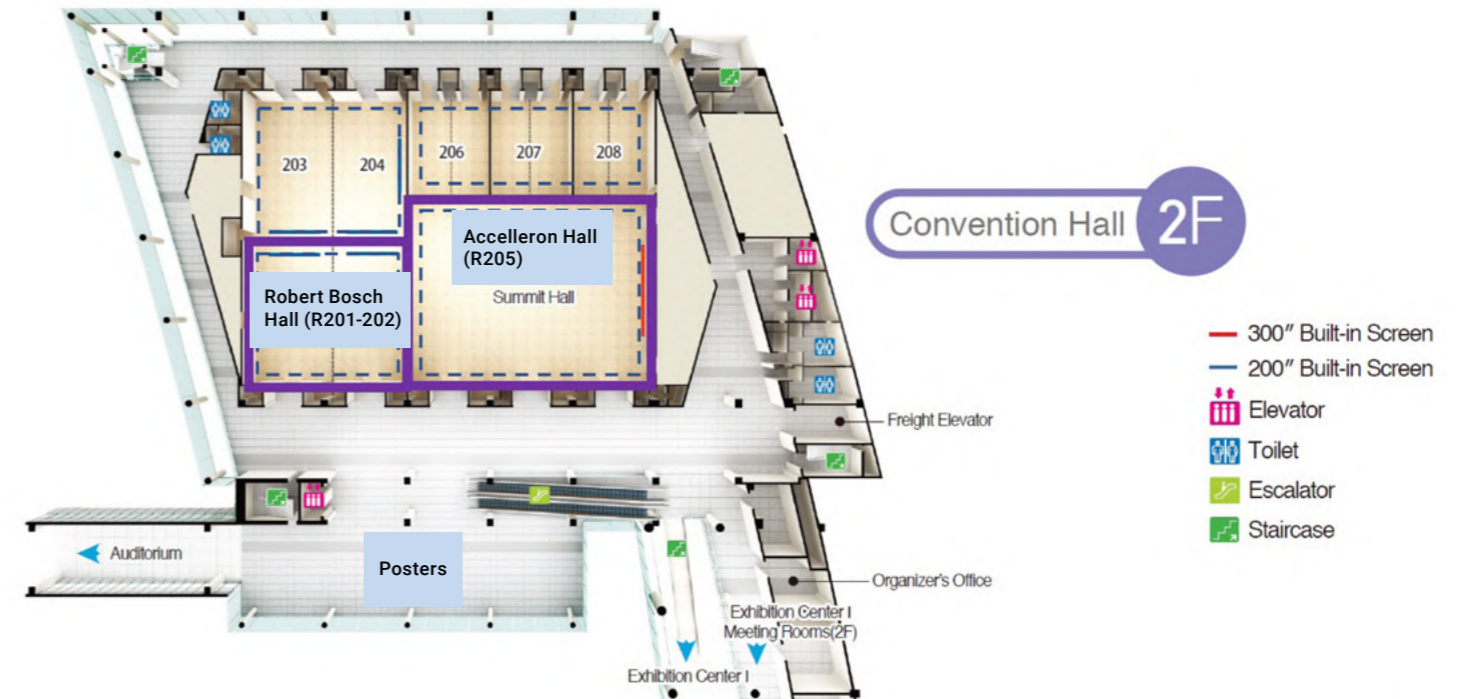 203
204
206
207
208
Accelleron Hall
(R205)
Summit Hall
Robert Bosch
Hall (R201-202)
Convention Hall 2F
300″ Built-in Screen
200″ Built-in Screen
Elevator
Toilet
Escalator
Staircase
Freight Elevator
Auditorium
Posters
Organizer's Office
Exhibition Center I
Meeting Rooms(2F)
Exhibition Center I